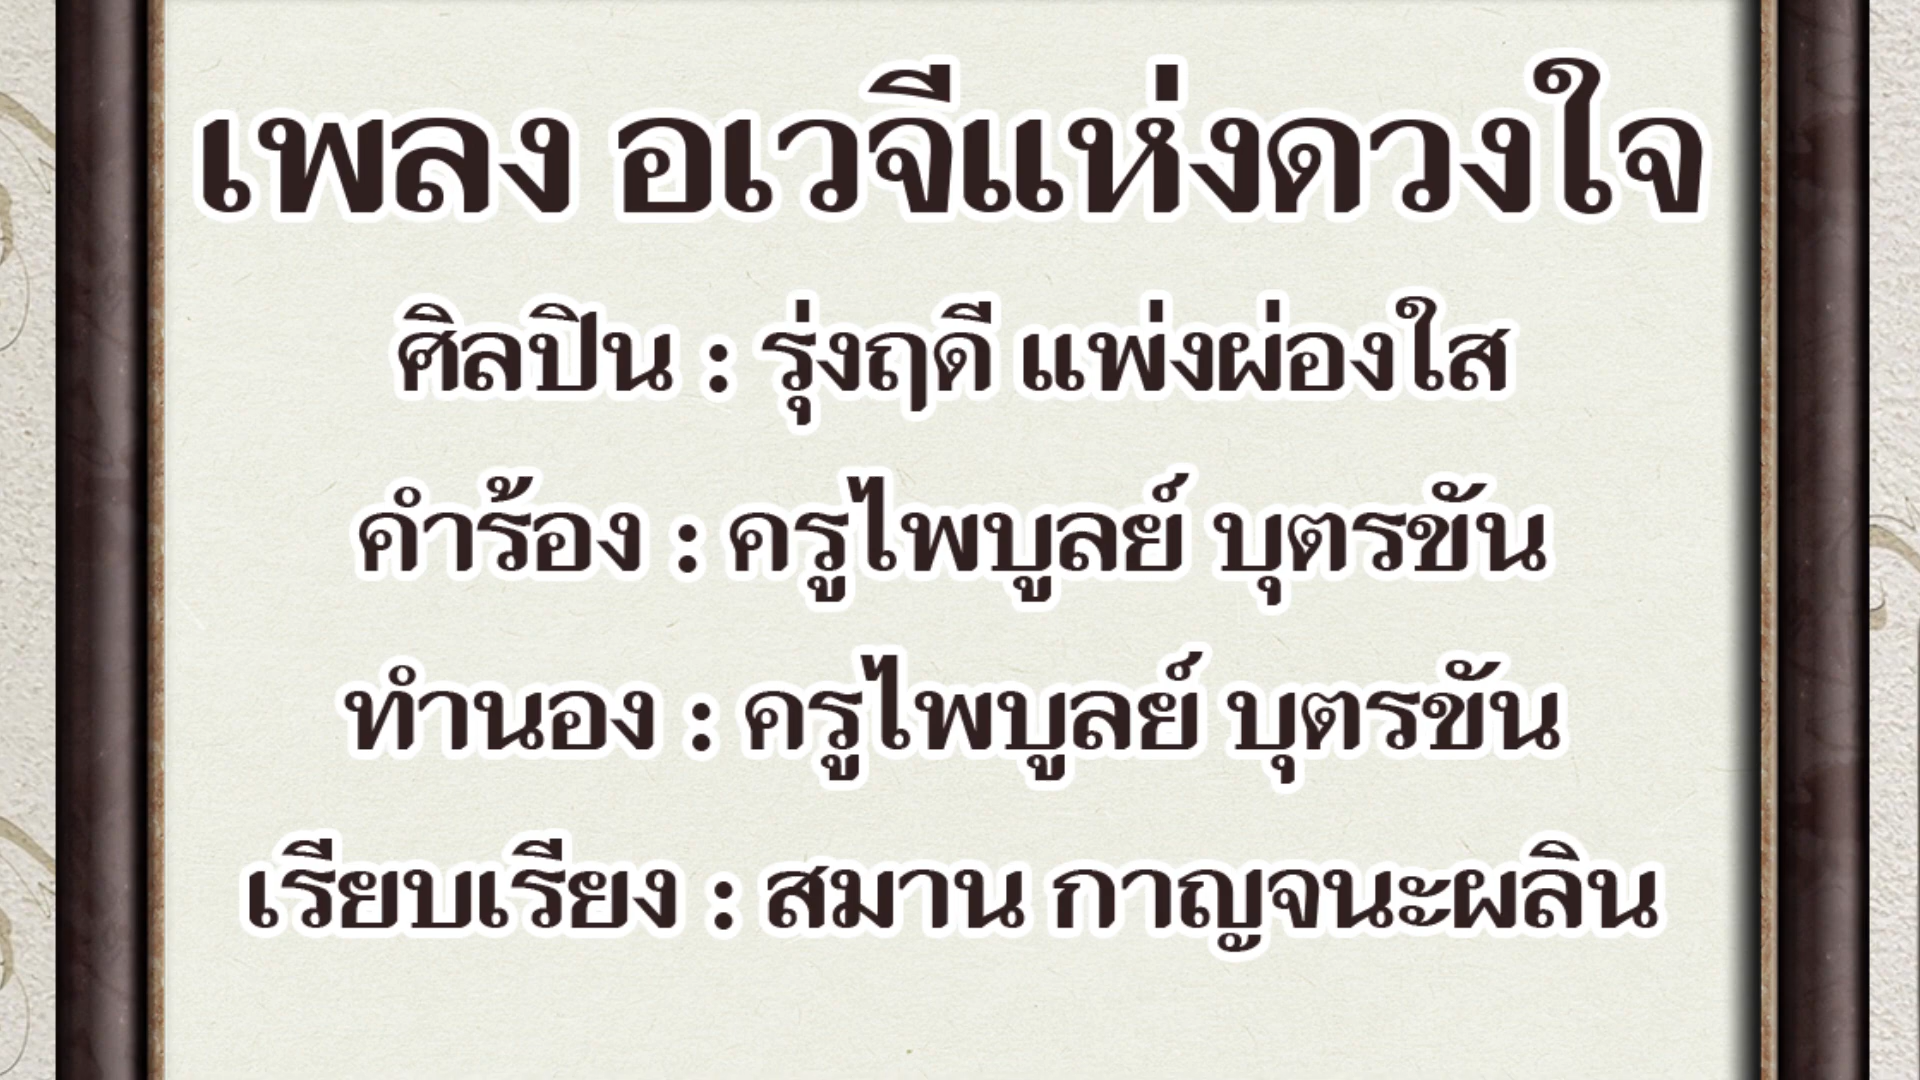 เพลง อเวจีแห่งดวงใจ
ศิลปิน : รุ่งฤดี แพ่งผ่องใส
คำร้อง : ครูไพบูลย์ บุตรขัน
ทำนอง : ครูไพบูลย์ บุตรขัน
เรียบเรียง : สมาน กาญจนะผลิน